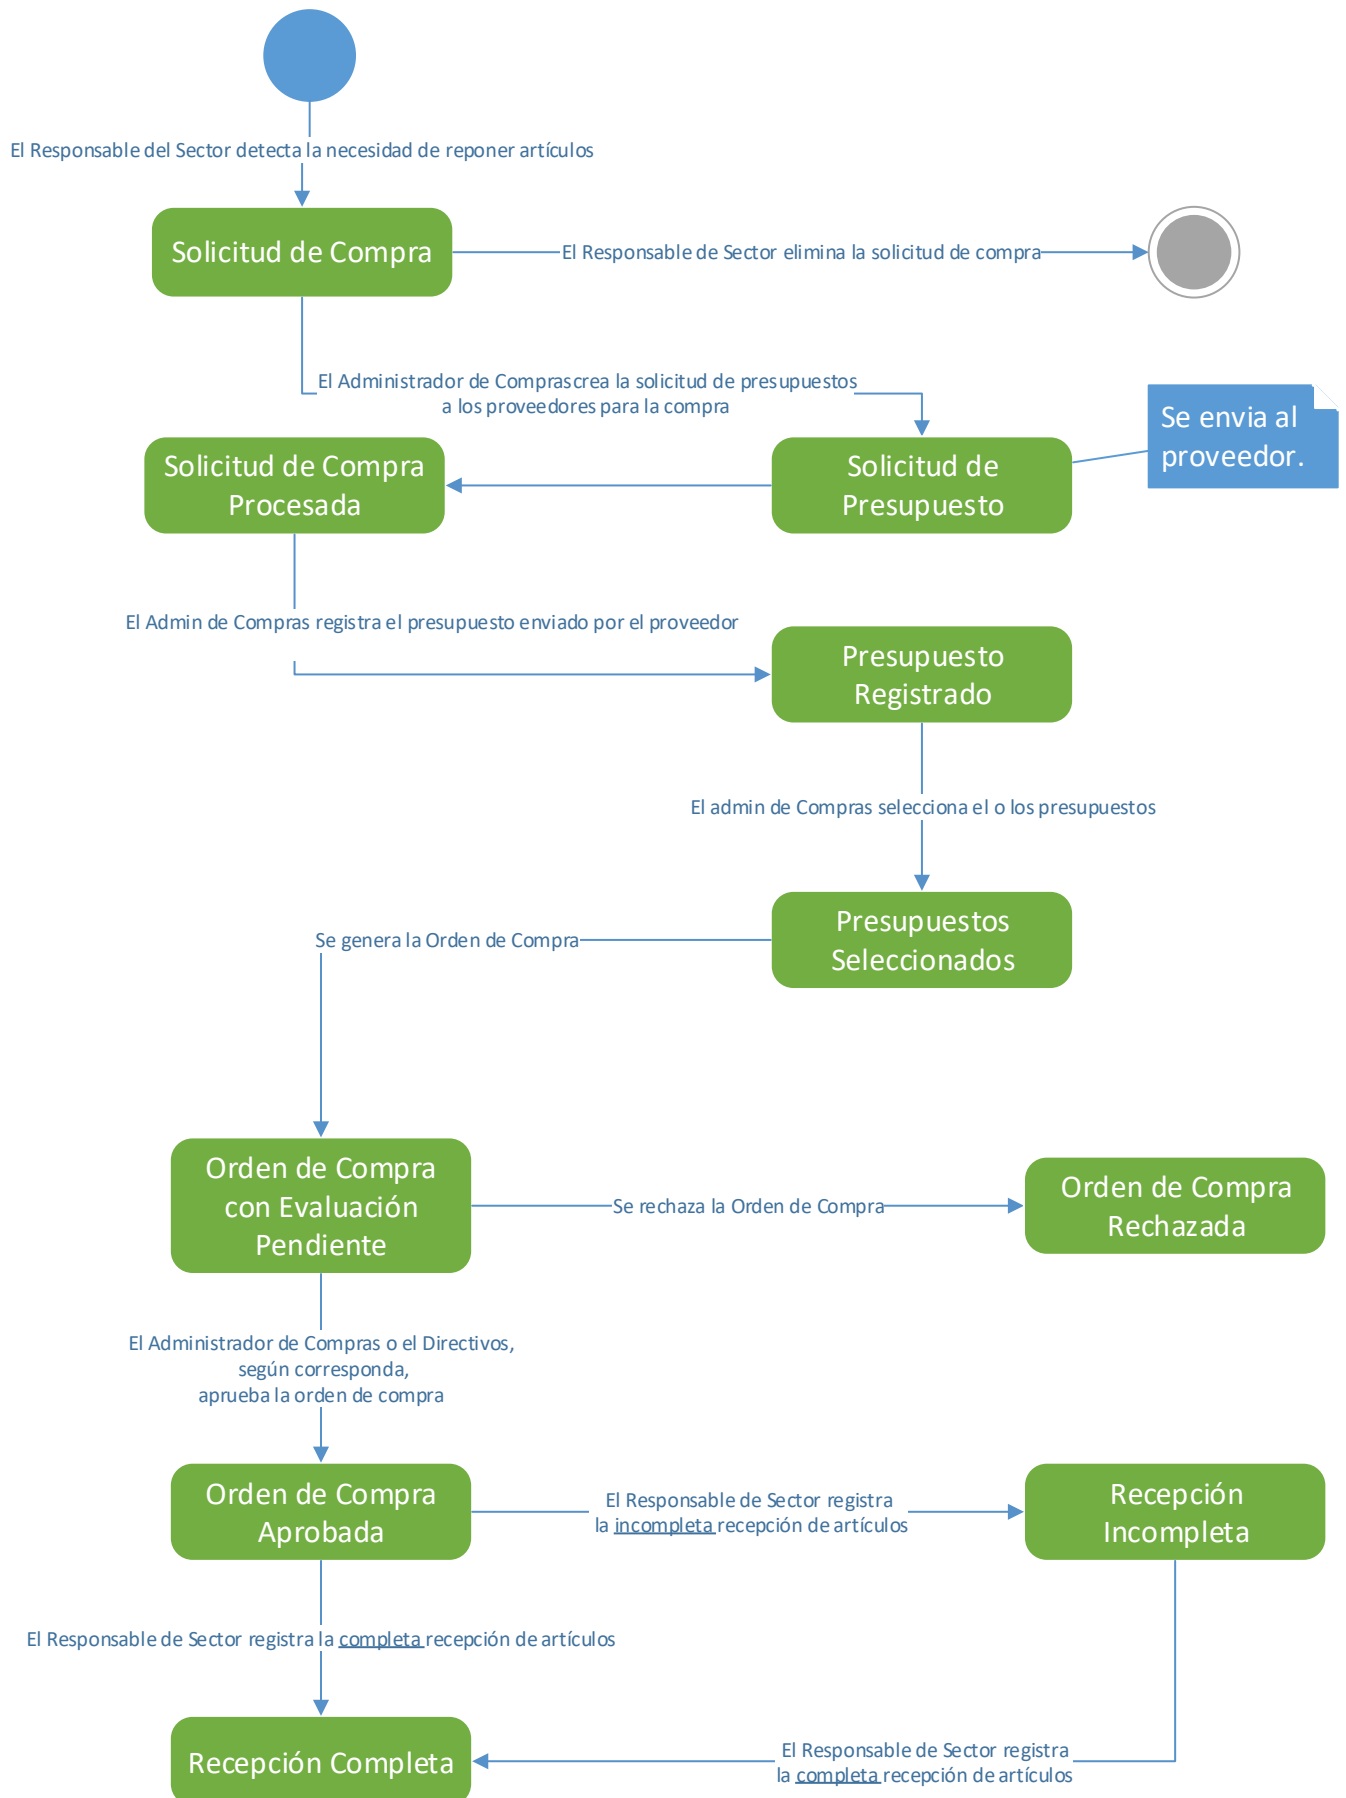 El Responsable del Sector detecta la necesidad de reponer artículos
Solicitud de Compra
El Responsable de Sector elimina la solicitud de compra
El Administrador de Comprascrea la solicitud de presupuestos
a los proveedores para la compra
Se envia al
proveedor.
Solicitud de Compra
Procesada
Solicitud de
Presupuesto
El Admin de Compras registra el presupuesto enviado por el proveedor
Presupuesto
Registrado
El admin de Compras selecciona el o los presupuestos
Presupuestos
Seleccionados
Se genera la Orden de Compra
Orden de Compra
con Evaluación
Pendiente
Se rechaza la Orden de Compra
Orden de Compra
Rechazada
El Administrador de Compras o el Directivos,
según corresponda,
aprueba la orden de compra
Orden de Compra
Aprobada
El Responsable de Sector registra
la incompleta recepción de artículos
Recepción
Incompleta
El Responsable de Sector registra la completa recepción de artículos
Recepción Completa
El Responsable de Sector registra
la completa recepción de artículos